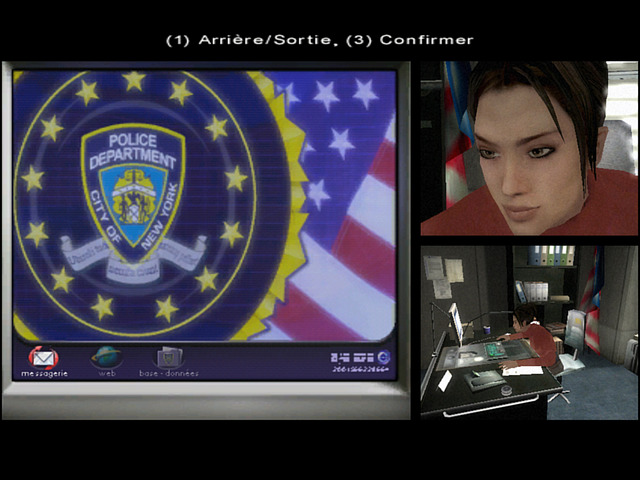 (1) Arrière/Sortie, (3) Confirmer
POLICE
DEPARTMENT
CITY OF
NEW YORK
messagerie
web
base-données